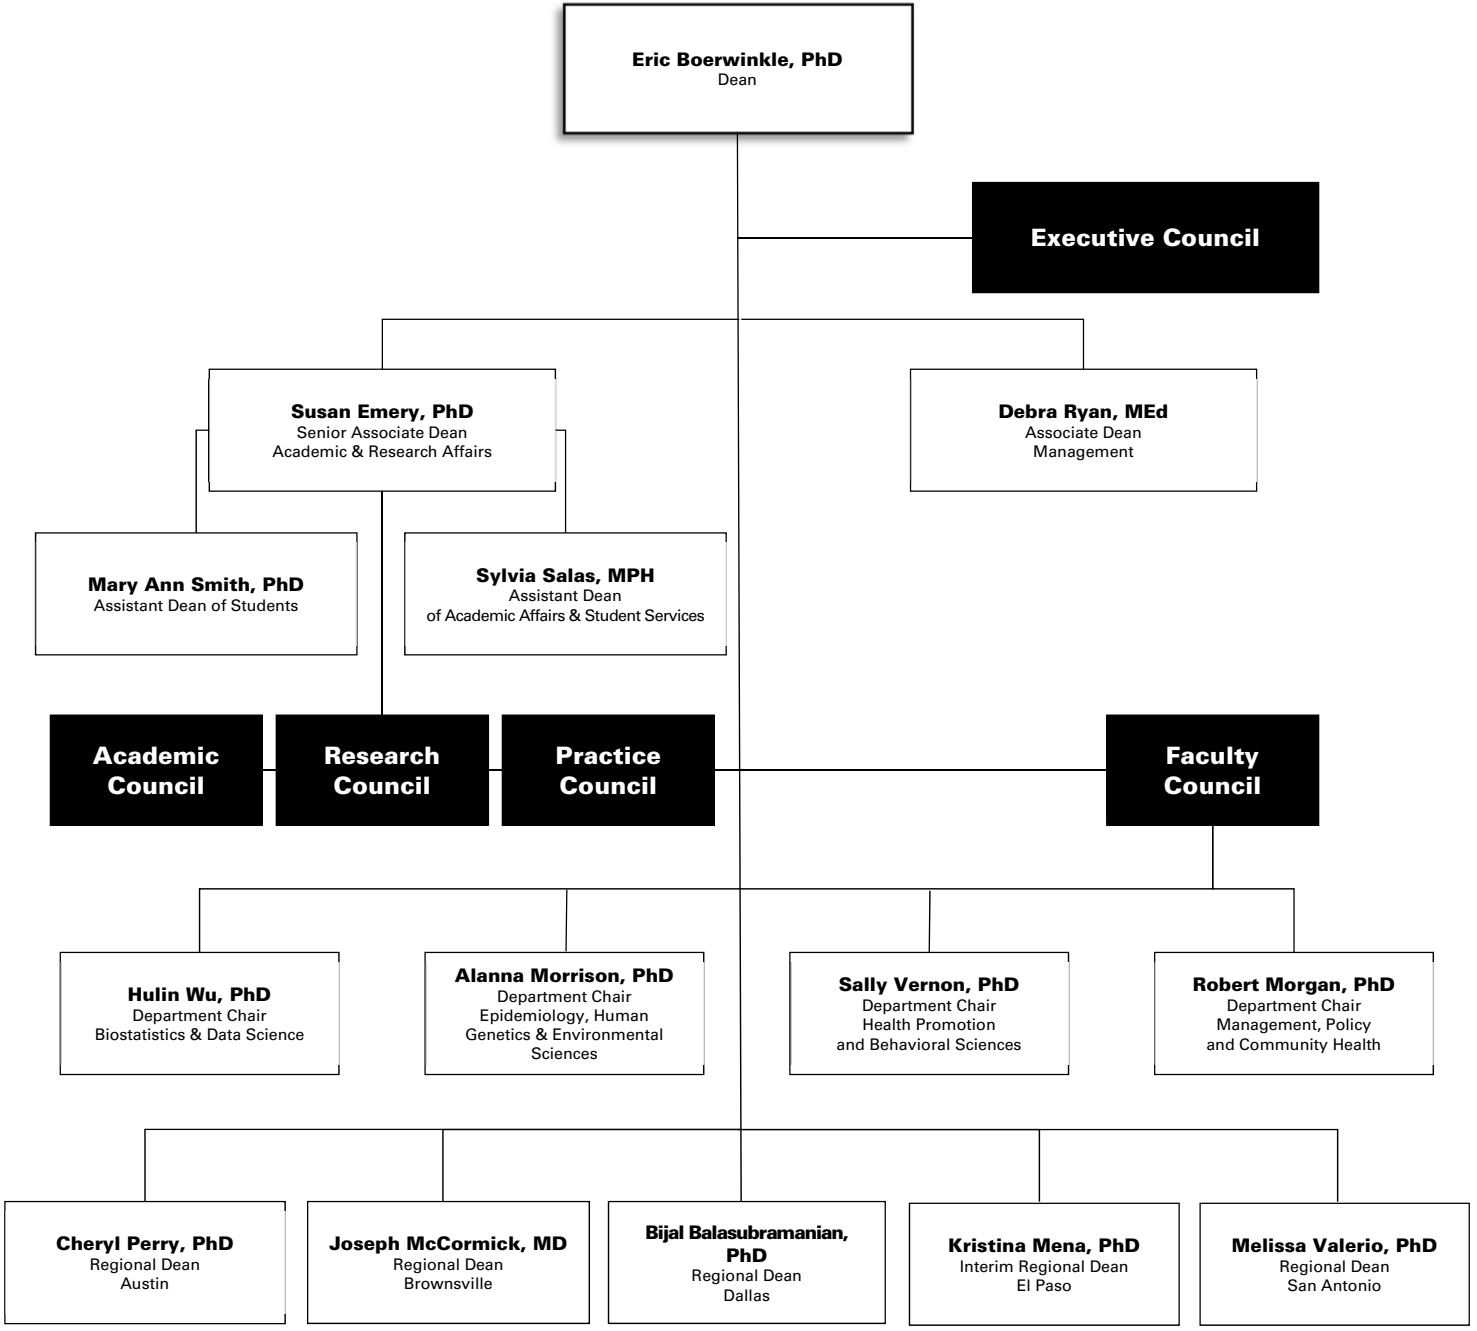 Eric Boerwinkle, PhD
Dean
Executive Council
Susan Emery, PhD
Senior Associate Dean
Academic & Research Affairs
Debra Ryan, MEd
Associate Dean
Management
Mary Ann Smith, PhD
Assistant Dean of Students
Sylvia Salas, MPH
Assistant Dean
of Academic Affairs & Student Services
Academic
Council
Research
Council
Practice
Council
Faculty
Council
Hulin Wu, PhD
Department Chair
Biostatistics & Data Science
Alanna Morrison, PhD
Department Chair
Epidemiology, Human
Genetics & Environmental
Sciences
Sally Vernon, PhD
Department Chair
Health Promotion
and Behavioral Sciences
Robert Morgan, PhD
Department Chair
Management, Policy
and Community Health
Cheryl Perry, PhD
Regional Dean
Austin
Joseph McCormick, MD
Regional Dean
Brownsville
Bijal Balasubramanian,
PhD
Regional Dean
Dallas
Kristina Mena, PhD
Interim Regional Dean
El Paso
Melissa Valerio, PhD
Regional Dean
San Antonio